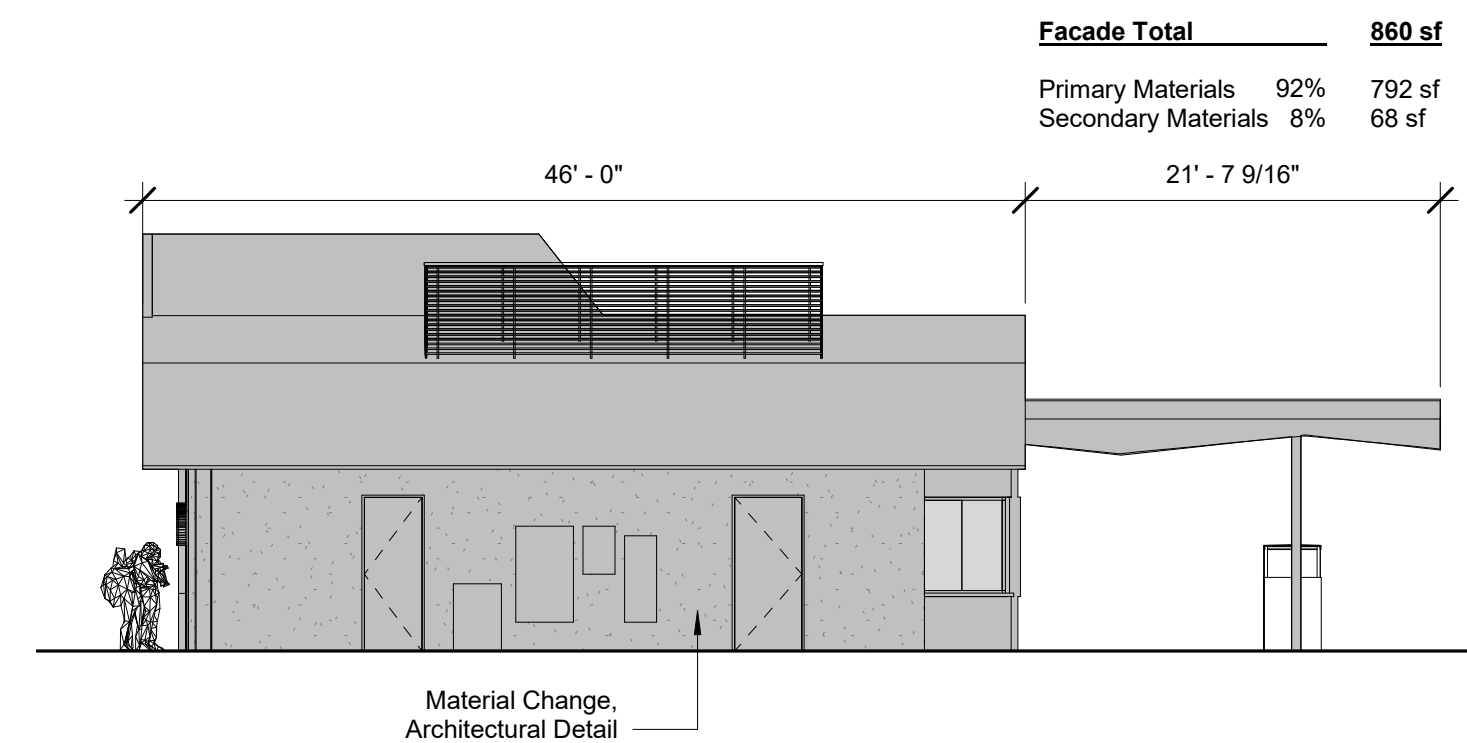 Facade Total 860 sf
Primary Materials 92% 792 sf
Secondary Materials 8% 68 sf
46' - 0" 21' - 7 9/16"
Material Change,
Architectural Detail